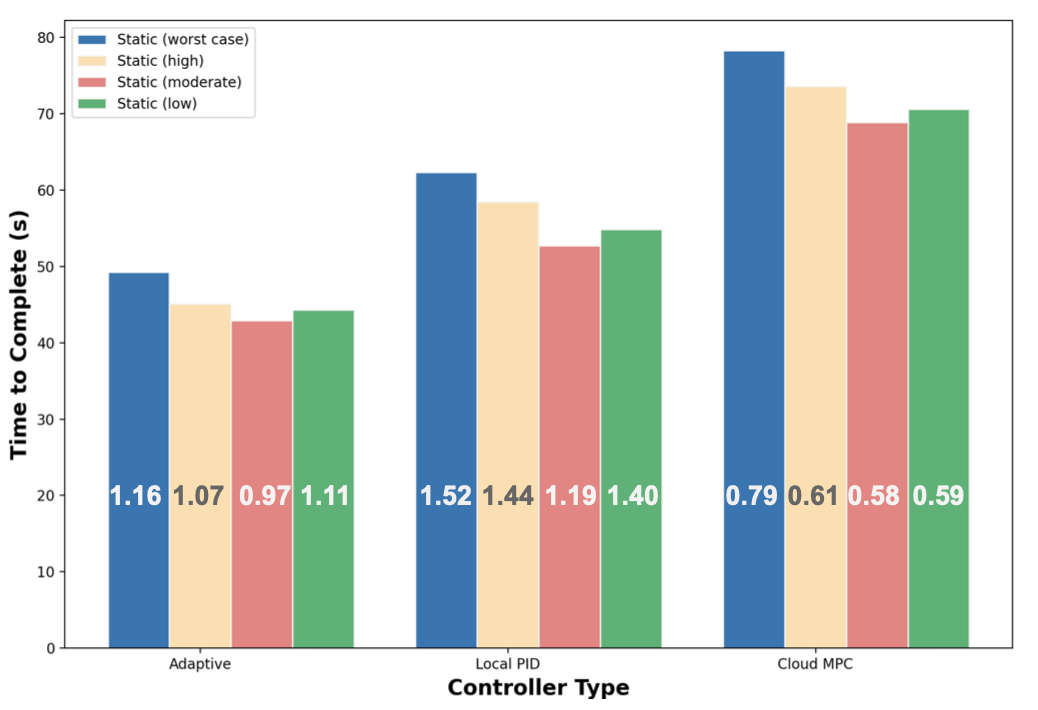 Static (worst case)
Static (high)
Static (moderate)
Static (low)
Time to Complete (s)
80
70
60
50
40
30
20
10
0
1.16 1.07 0.97 1.11 1.52 1.44 1.19 1.40 0.79 0.61 0.58 0.59
Adaptive Local PID Cloud MPC
Controller Type